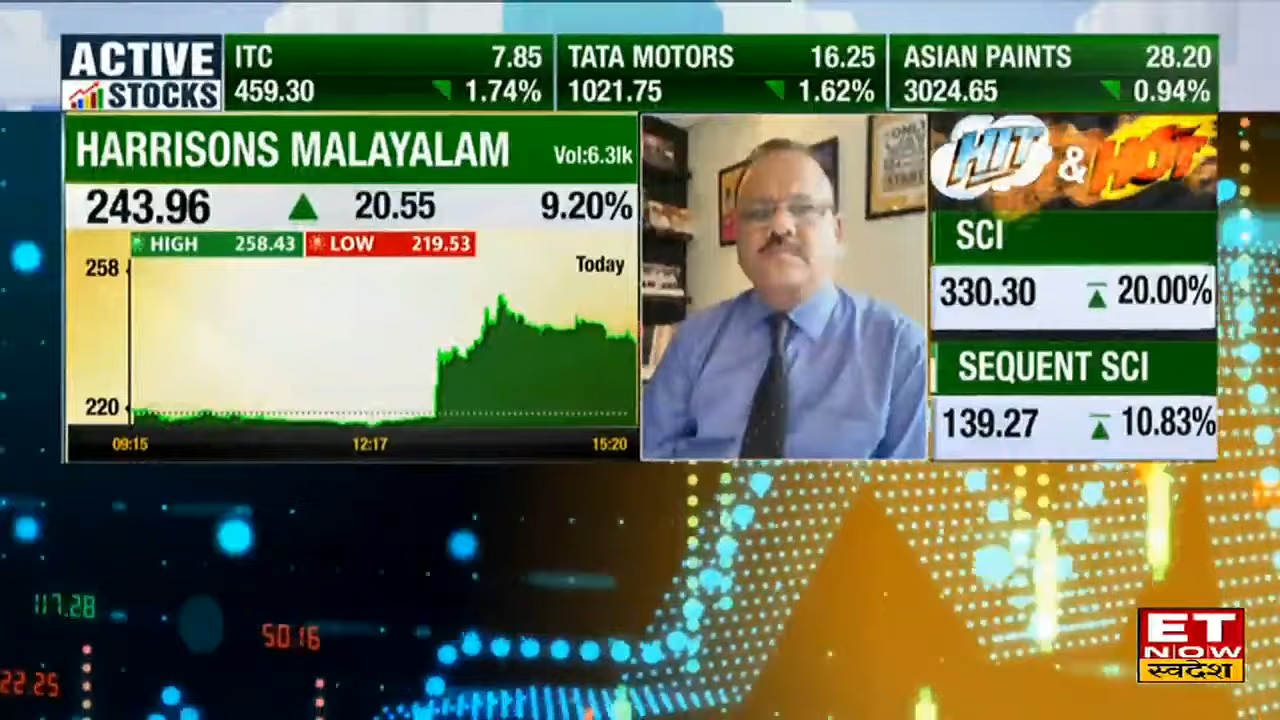 ACTIVE STOCKS
ITC 7.85
459.30 1.74%
TATA MOTORS 16.25
1021.75 1.62%
ASIAN PAINTS 28.20
3024.65 0.94%
HARRISONS MALAYALAM Vol:6.3lk
243.96 20.55 9.20%
HIGH 258.43 LOW 219.53
Today
258
220
09:15 12:17 15:20
HIT & HOT
SCI
330.30 20.00%
SEQUENT SCI
139.27 10.83%
117.28
5016
22.25
ET
NOW
स्वदेश